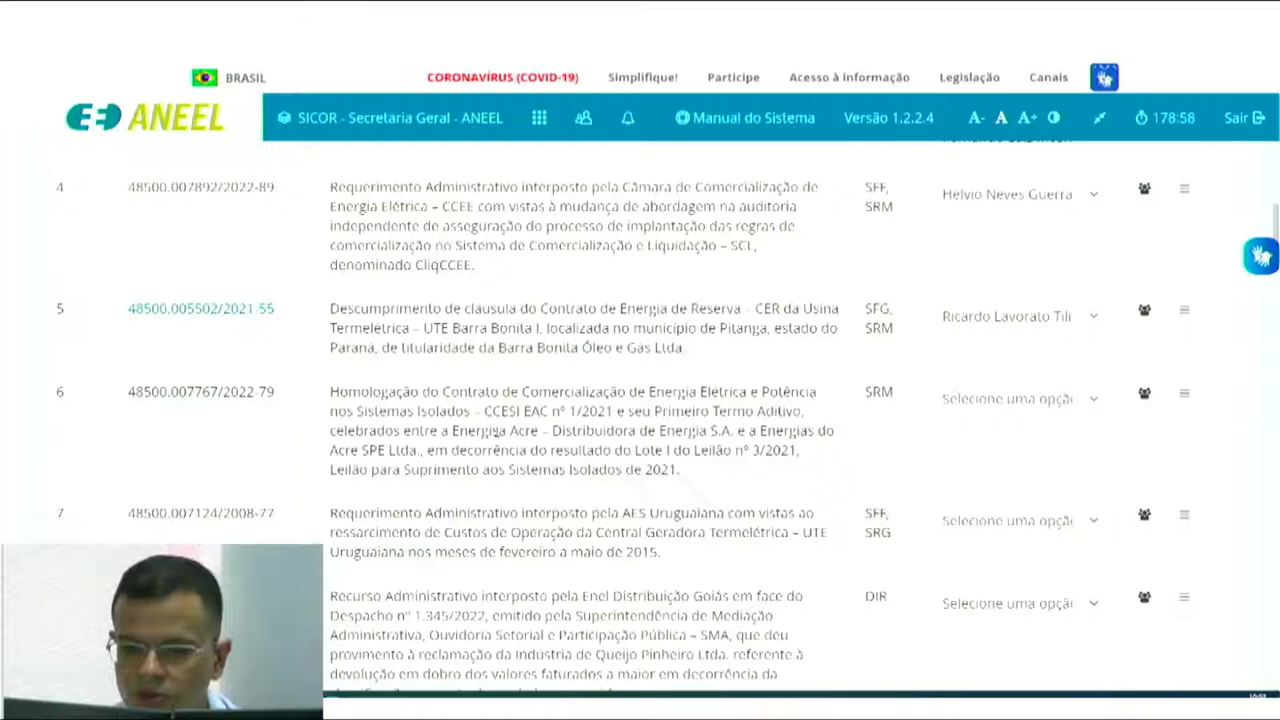 BRASIL
CORONAVÍRUS (COVID-19) Simplifique! Participe Acesso à informação Legislação Canais
ANEEL
SICOR - Secretaria Geral - ANEEL Manual do Sistema Versão 1.2.2.4 A- A A+ 178:58 Sair
4 48500.007892/2022-89 Requerimento Administrativo interposto pela Câmara de Comercialização de SFF, Hélvio Neves Guerra
Energia Elétrica – CCEE com vistas à mudança de abordagem na auditoria SRM
independente de asseguração do processo de implantação das regras de
comercialização no Sistema de Comercialização e Liquidação – SCL,
denominado CliqCCEE.
5 48500.005502/2021-55 Descumprimento de cláusula do Contrato de Energia de Reserva - CER da Usina SFG, Ricardo Lavorato Tili
Termelétrica – UTE Barra Bonita I, localizada no município de Pitanga, estado do SRM
Paraná, de titularidade da Barra Bonita Óleo e Gás Ltda
6 48500.007767/2022-79 Homologação do Contrato de Comercialização de Energia Elétrica e Potência SRM Selecione uma opçã
nos Sistemas Isolados – CCESI EAC nº 1/2021 e seu Primeiro Termo Aditivo,
celebrados entre a Energisa Acre – Distribuidora de Energia S.A. e a Energias do
Acre SPE Ltda., em decorrência do resultado do Lote I do Leilão nº 3/2021,
Leilão para Suprimento aos Sistemas Isolados de 2021.
7 48500.007124/2008-77 Requerimento Administrativo interposto pela AES Uruguaiana com vistas ao SFF, Selecione uma opçã
ressarcimento de Custos de Operação da Central Geradora Termelétrica – UTE SRG
Uruguaiana nos meses de fevereiro a maio de 2015.
Recurso Administrativo interposto pela Enel Distribuição Goiás em face do DIR Selecione uma opçã
Despacho nº 1.345/2022, emitido pela Superintendência de Mediação
Administrativa, Ouvidoria Setorial e Participação Pública – SMA, que deu
provimento à reclamação da Indústria de Queijo Pinheiro Ltda. referente à
devolução em dobro dos valores faturados a maior em decorrência da